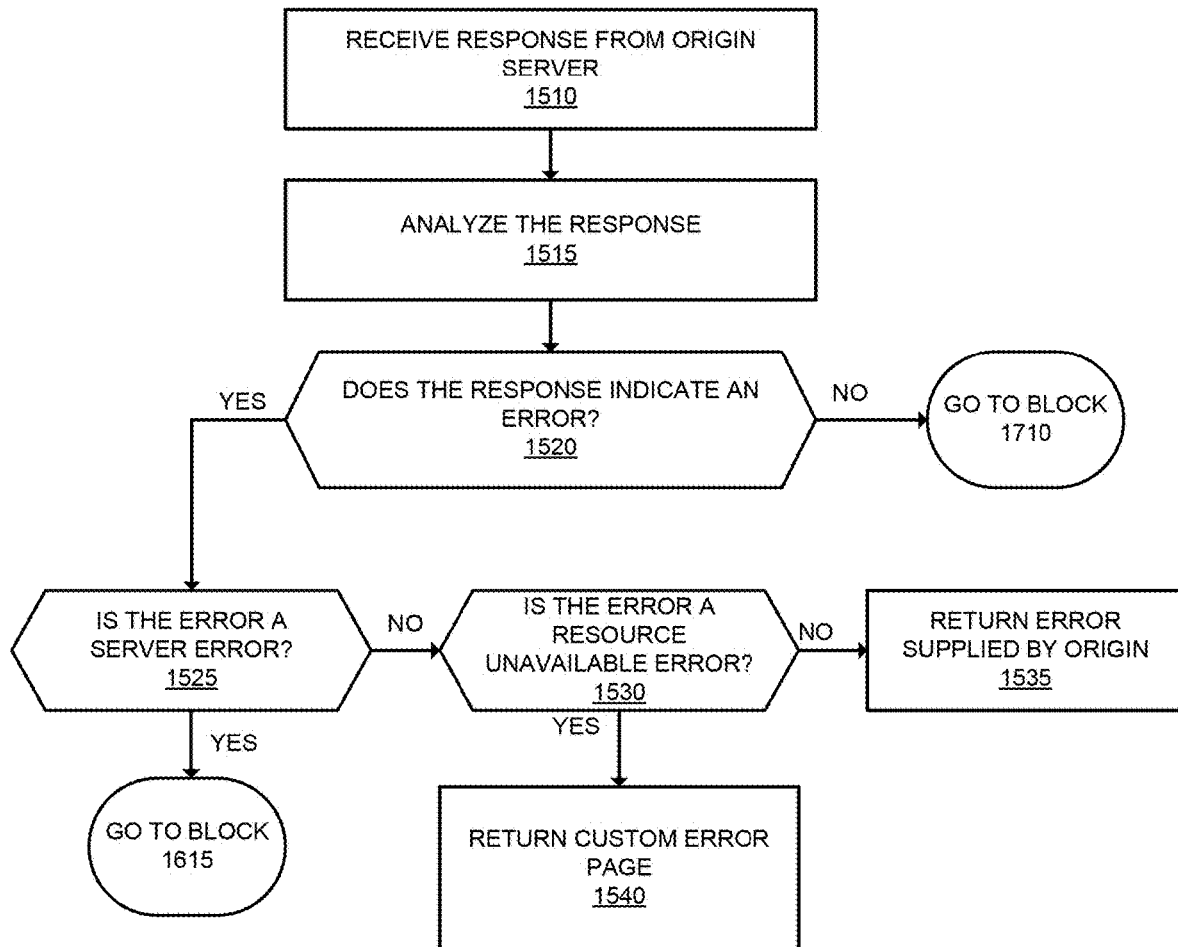 RECEIVE RESPONSE FROM ORIGIN
SERVER
1510
ANALYZE THE RESPONSE
1515
DOES THE RESPONSE INDICATE AN
ERROR?
1520
YES
NO
GO TO BLOCK
1710
IS THE ERROR A
SERVER ERROR?
1525
NO
IS THE ERROR A
RESOURCE
UNAVAILABLE ERROR?
1530
NO
RETURN ERROR
SUPPLIED BY ORIGIN
1535
YES
YES
GO TO BLOCK
1615
RETURN CUSTOM ERROR
PAGE
1540